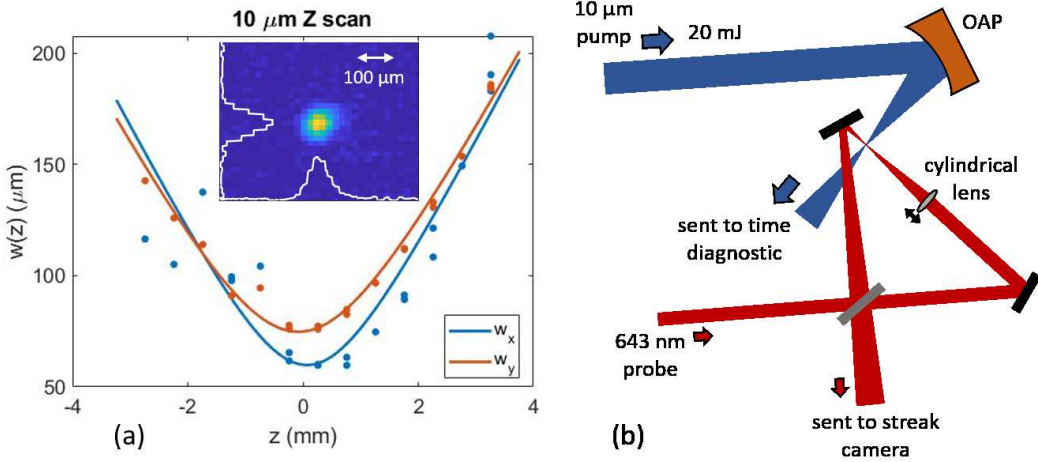 10 μm Z scan
200
150
100
50
w(z) (μm)
-4
-2
0
2
4
z (mm)
100 μm
w_x
w_y
(a)
10 μm
pump
20 mJ
OAP
cylindrical
lens
sent to time
diagnostic
643 nm
probe
sent to streak
camera
(b)